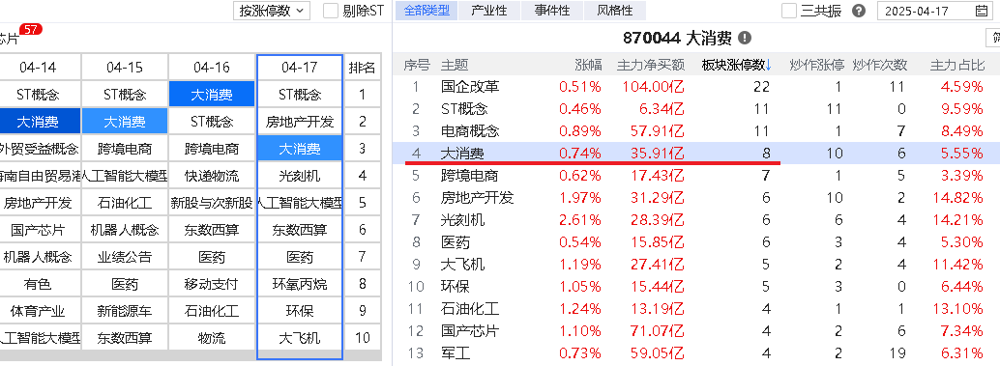 按涨停数 剔除ST
芯片 57
04-14 04-15 04-16 04-17 排名
ST概念 ST概念 大消费 ST概念 1
大消费 大消费 ST概念 房地产开发 2
外贸受益概念 跨境电商 跨境电商 大消费 3
海南自由贸易港 人工智能大模型 快递物流 光刻机 4
房地产开发 石油化工 新股与次新股 人工智能大模型 5
国产芯片 机器人概念 东数西算 东数西算 6
机器人概念 业绩公告 医药 医药 7
有色 医药 移动支付 环氧丙烷 8
体育产业 新能源车 石油化工 环保 9
人工智能大模型 东数西算 物流 大飞机 10
全部类型 产业性 事件性 风格性 三共振 ? 2025-04-17
870044 大消费 !
序号 主题 涨幅 主力净买额 板块涨停数↓ 炒作涨停 炒作次数 主力占比
1 国企改革 0.51% 104.00亿 22 1 11 4.59%
2 ST概念 0.46% 6.34亿 11 11 0 9.59%
3 电商概念 0.89% 57.91亿 11 1 7 8.49%
4 大消费 0.74% 35.91亿 8 10 6 5.55%
5 跨境电商 0.62% 17.43亿 7 1 5 3.39%
6 房地产开发 1.97% 31.29亿 6 10 2 14.82%
7 光刻机 2.61% 28.39亿 6 6 4 14.21%
8 医药 0.54% 15.85亿 6 3 4 5.30%
9 大飞机 1.19% 27.41亿 5 2 4 11.42%
10 环保 1.05% 15.44亿 5 3 0 6.44%
11 石油化工 1.24% 13.19亿 4 1 1 13.10%
12 国产芯片 1.10% 71.07亿 4 2 6 7.34%
13 军工 0.73% 59.05亿 4 2 19 6.31%